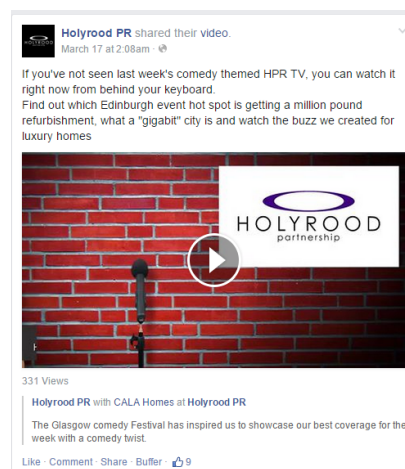 Holyrood PR shared their video.
March 17 at 2:08am ·
If you've not seen last week's comedy themed HPR TV, you can watch it
right now from behind your keyboard.
Find out which Edinburgh event hot spot is getting a million pound
refurbishment, what a "gigabit" city is and watch the buzz we created for
luxury homes
HOLYROOD
partnership
331 Views
Holyrood PR with CALA Homes at Holyrood PR
The Glasgow comedy Festival has inspired us to showcase our best coverage for the
week with a comedy twist.
Like · Comment · Share · Buffer · 9